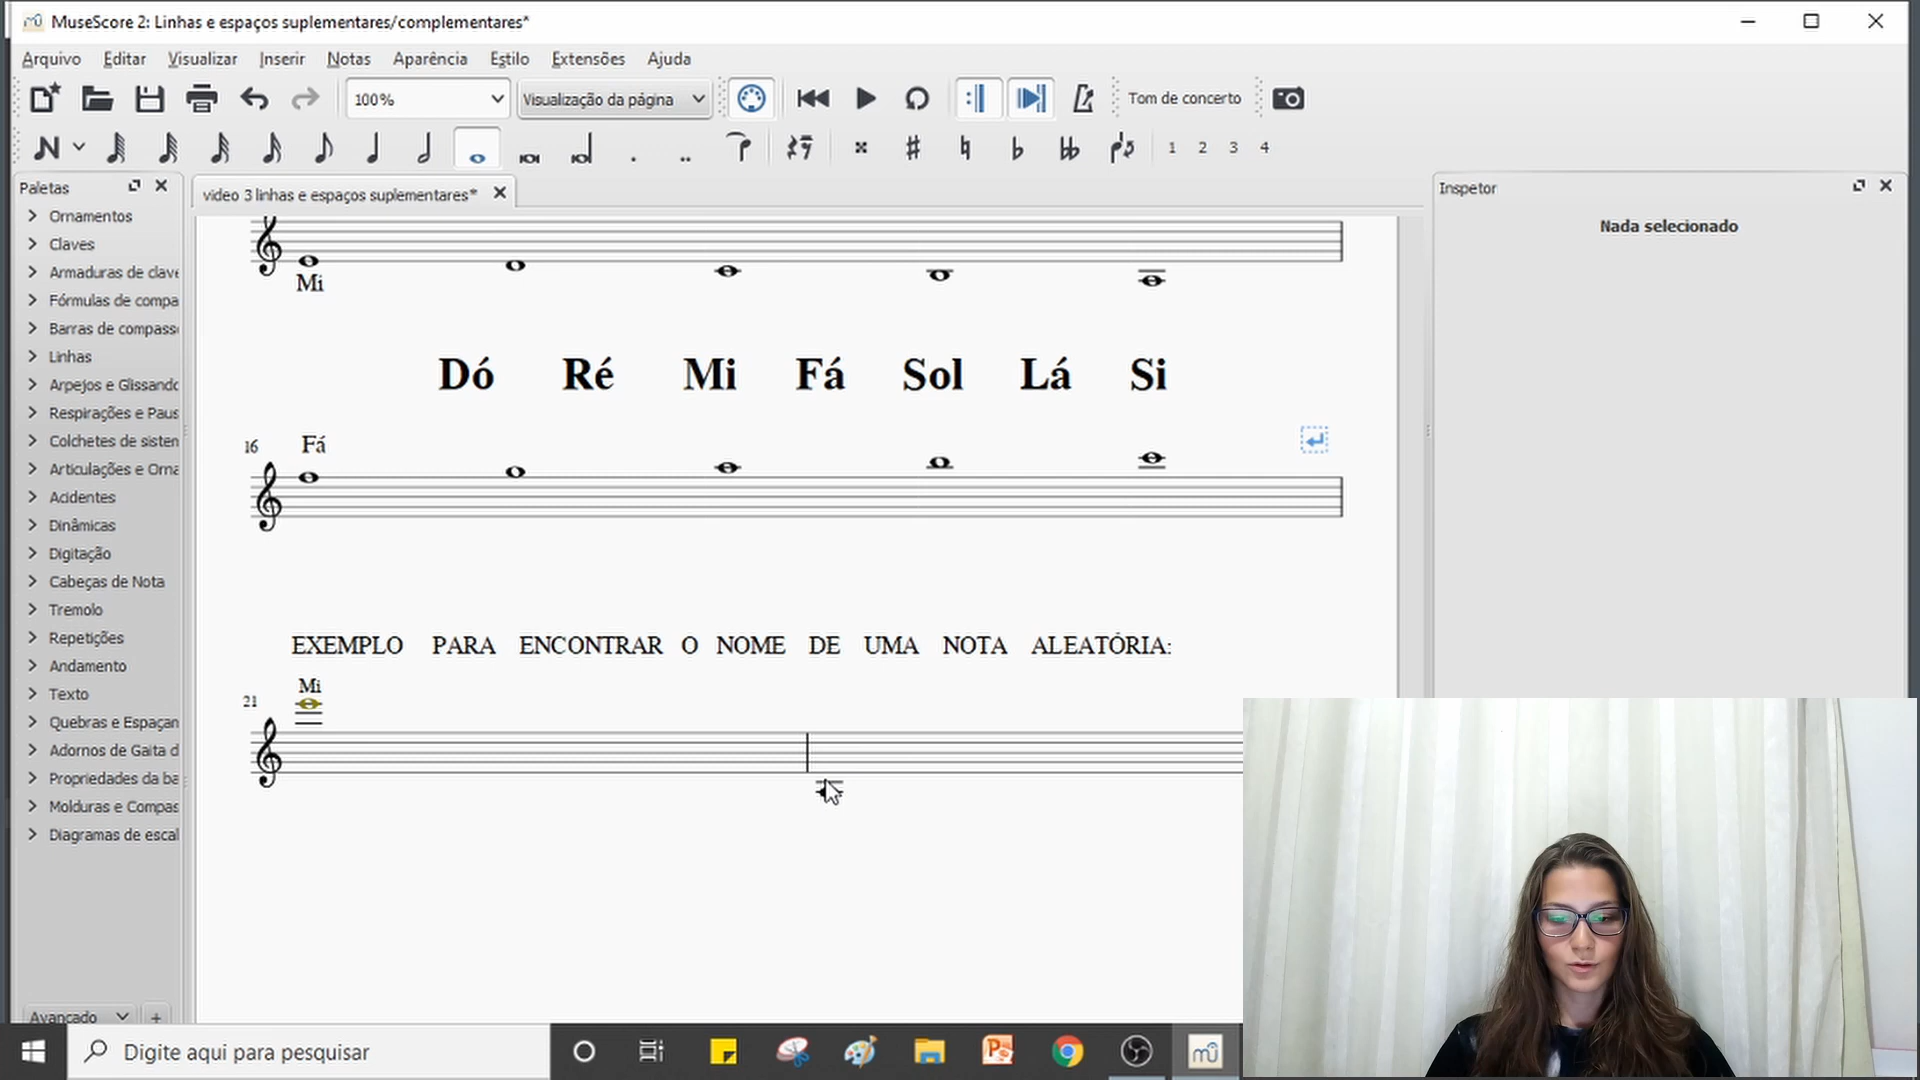 MuseScore 2: Linhas e espaços suplementares/complementares*
Arquivo Editar Visualizar Inserir Notas Aparência Estilo Extensões Ajuda
100% Visualização da página Tom de concerto
1 2 3 4
Paletas
video 3 linhas e espaços suplementares*
Inspetor
Nada selecionado
Ornamentos
Claves
Armaduras de clave
Fórmulas de compa
Barras de compass
Linhas
Arpejos e Glissando
Respirações e Paus
Colchetes de sisten
Articulações e Orna
Acidentes
Dinâmicas
Digitação
Cabeças de Nota
Tremolo
Repetições
Andamento
Texto
Quebras e Espaçan
Adornos de Gaita d
Propriedades da ba
Molduras e Compas
Diagramas de escal
Avançado
Mi
Dó Ré Mi Fá Sol Lá Si
16 Fá
EXEMPLO PARA ENCONTRAR O NOME DE UMA NOTA ALEATÓRIA:
Mi
21
Digite aqui para pesquisar